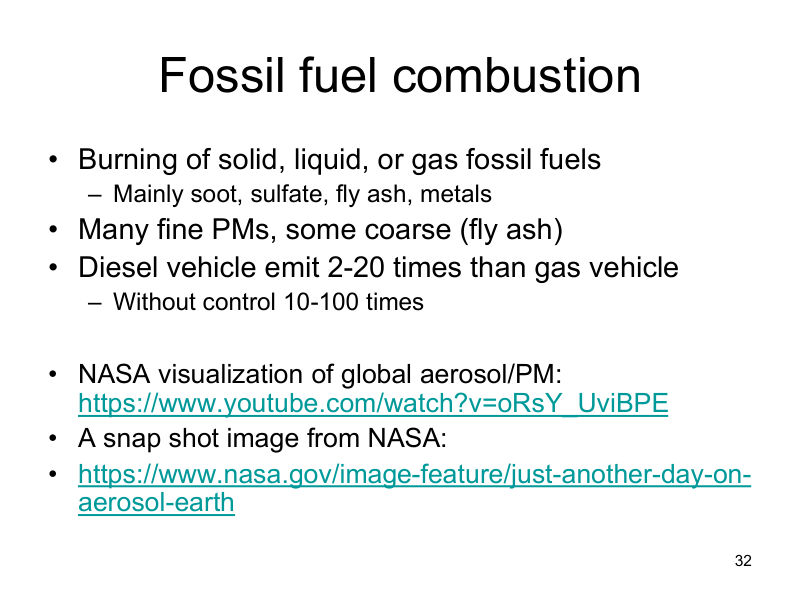 Fossil fuel combustion
• Burning of solid, liquid, or gas fossil fuels
– Mainly soot, sulfate, fly ash, metals
• Many fine PMs, some coarse (fly ash)
• Diesel vehicle emit 2-20 times than gas vehicle
– Without control 10-100 times
• NASA visualization of global aerosol/PM:
https://www.youtube.com/watch?v=oRsY_UviBPE
• A snap shot image from NASA:
• https://www.nasa.gov/image-feature/just-another-day-on-
aerosol-earth
32